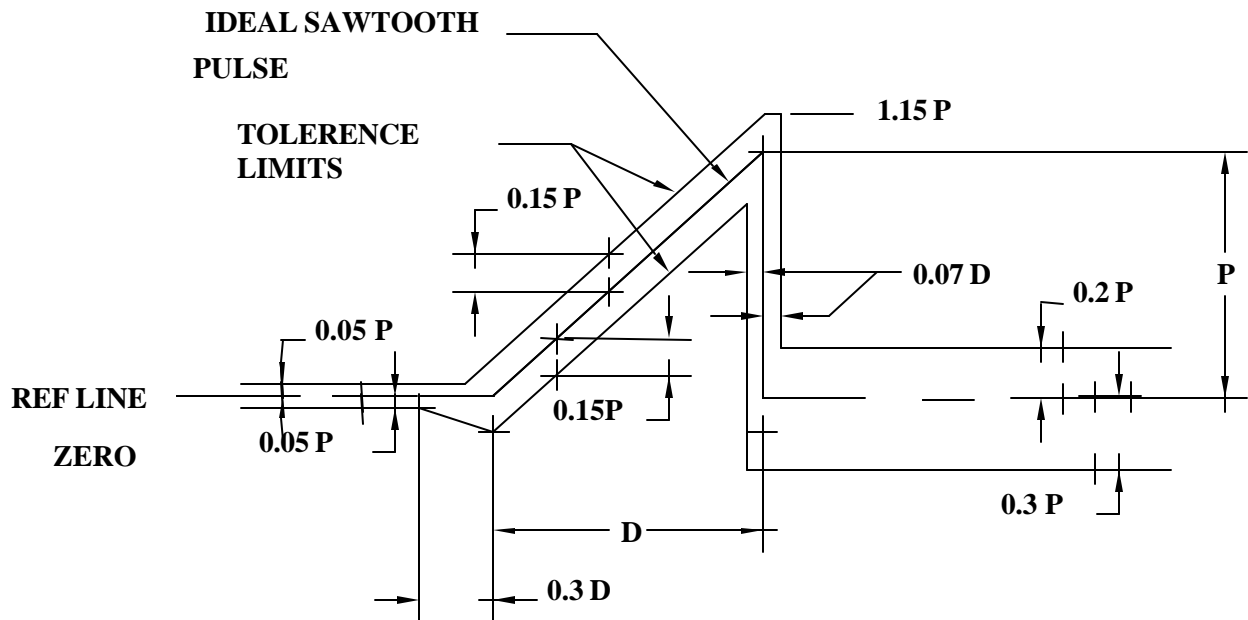 IDEAL SAWTOOTH
PULSE
1.15 P
TOLERENCE
LIMITS
0.15 P
0.07 D
P
0.2 P
0.05 P
REF LINE
0.15P
0.05 P
ZERO
0.3 P
D
0.3 D